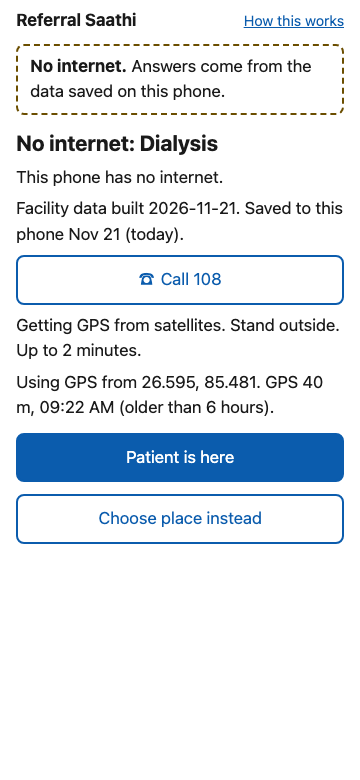 Referral Saathi
How this works
No internet. Answers come from the
data saved on this phone.
No internet: Dialysis
This phone has no internet.
Facility data built 2026-11-21. Saved to this
phone Nov 21 (today).
☎ Call 108
Getting GPS from satellites. Stand outside.
Up to 2 minutes.
Using GPS from 26.595, 85.481. GPS 40
m, 09:22 AM (older than 6 hours).
Patient is here
Choose place instead